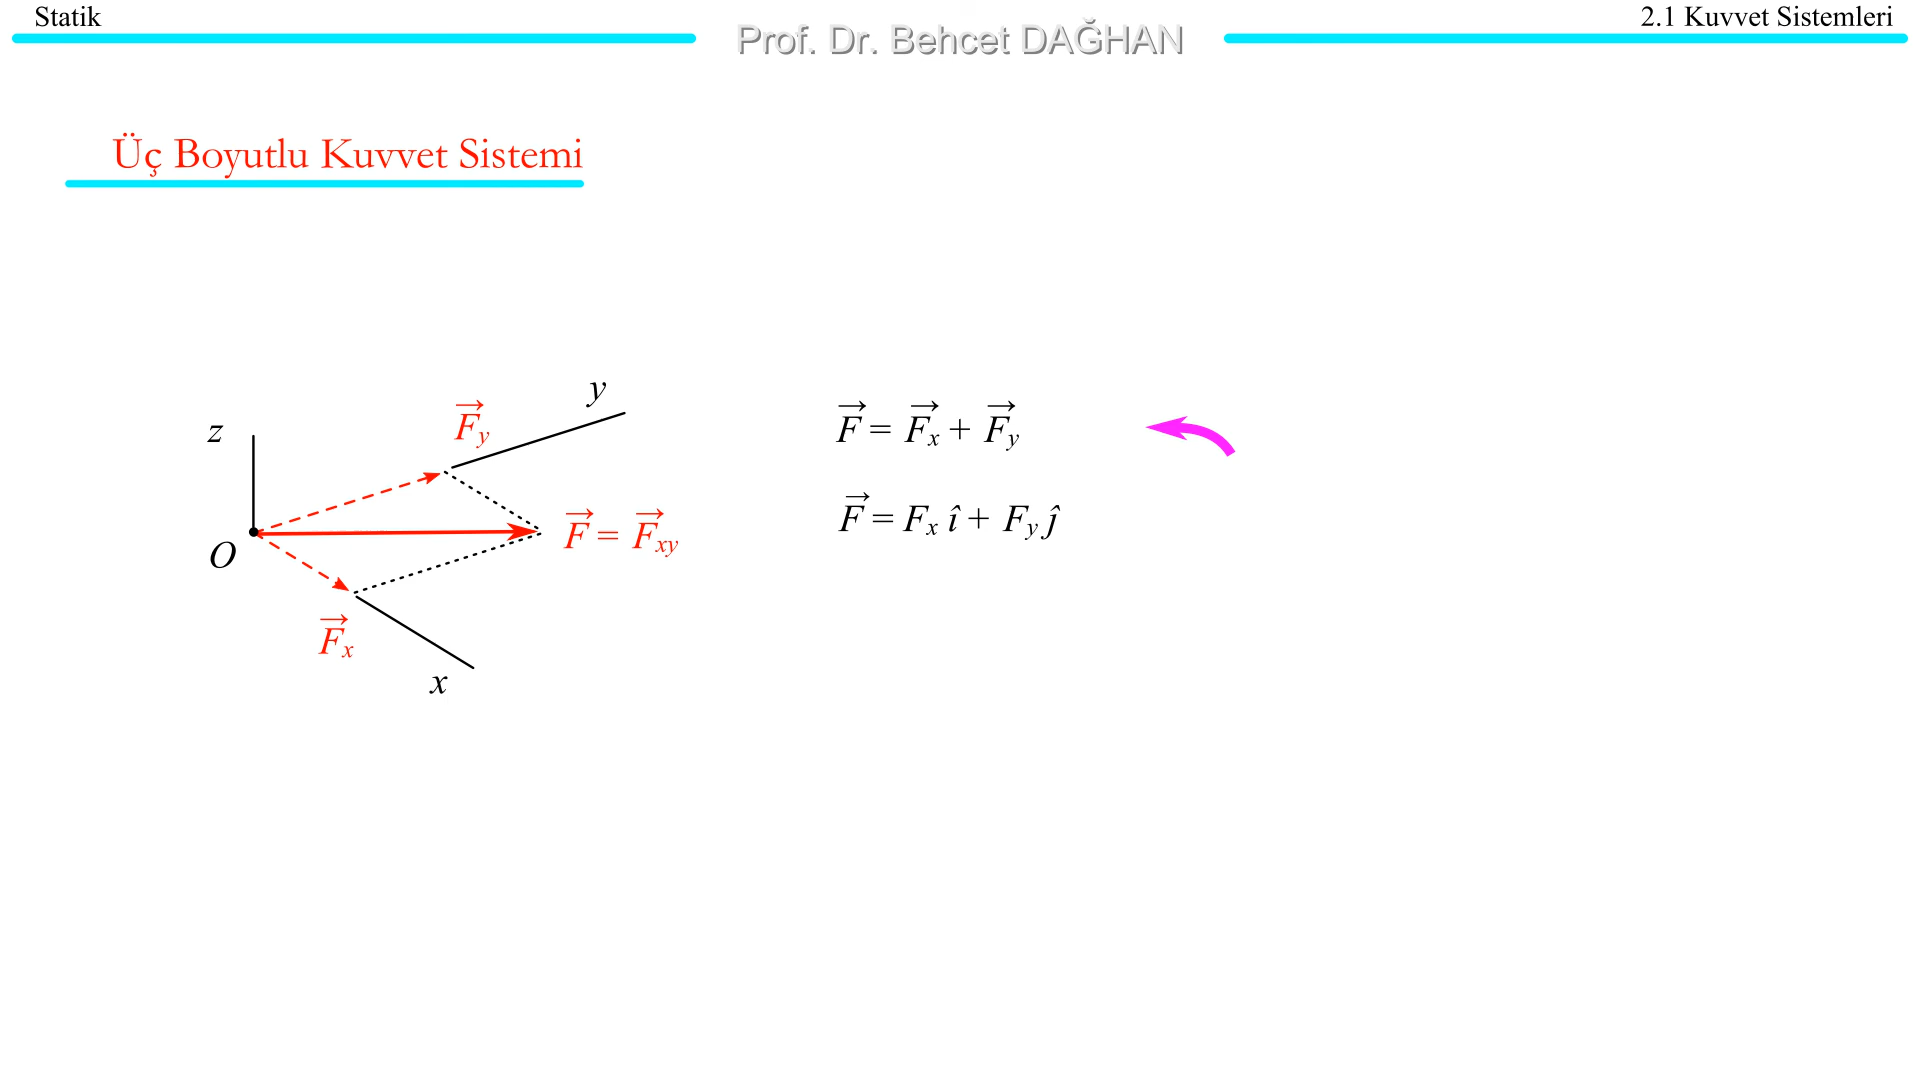 Statik
Prof. Dr. Behcet DAĞHAN
2.1 Kuvvet Sistemleri
Üç Boyutlu Kuvvet Sistemi
z
y
F⃗y
O
F⃗ = F⃗xy
F⃗x
x
F⃗ = F⃗x + F⃗y
F⃗ = Fx î + Fy ĵ